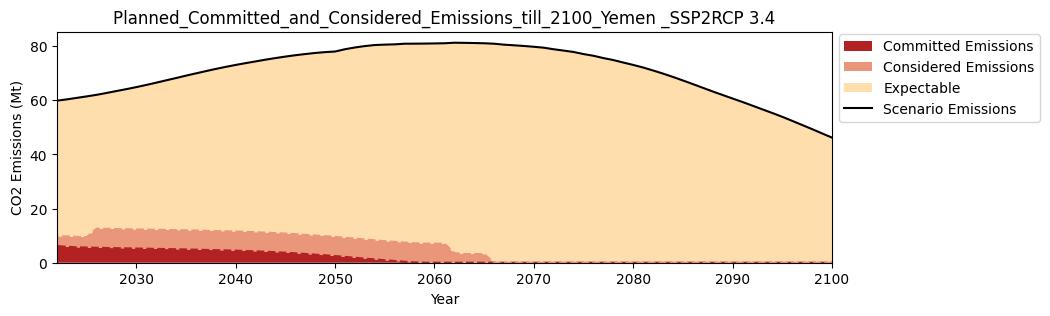 Planned_Committed_and_Considered_Emissions_till_2100_Yemen _SSP2RCP 3.4
CO2 Emissions (Mt)
80
60
40
20
0
2030 2040 2050 2060 2070 2080 2090 2100
Year
Committed Emissions
Considered Emissions
Expectable
Scenario Emissions